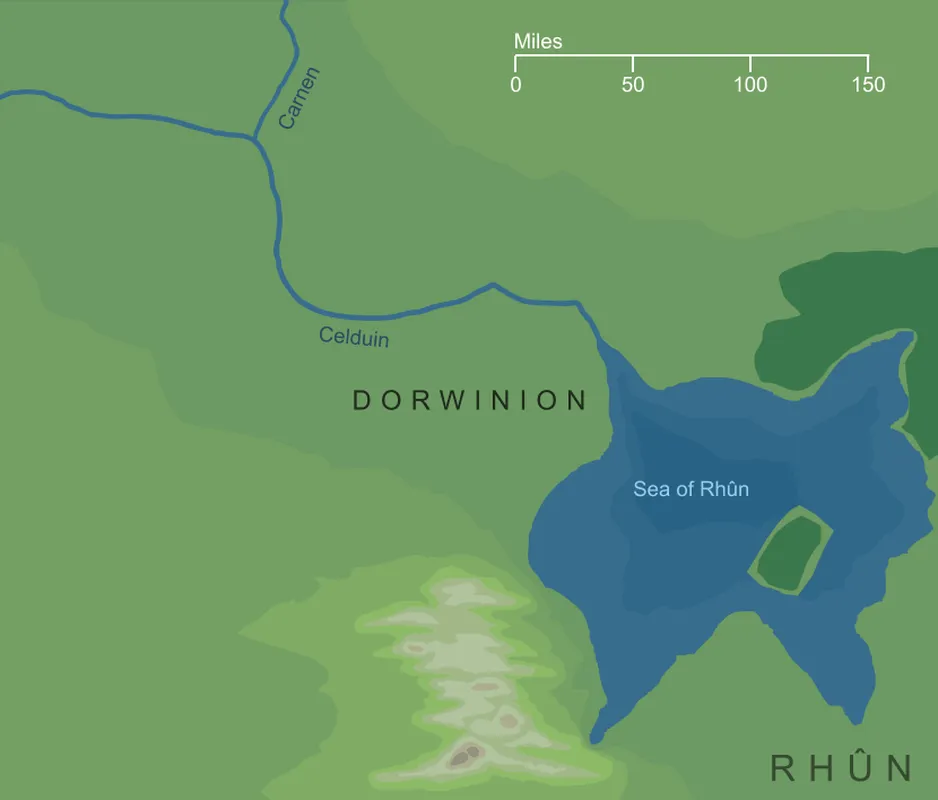 Miles
0 50 100 150
Carnen
Celduin
DORWINION
Sea of Rhûn
RHÛN